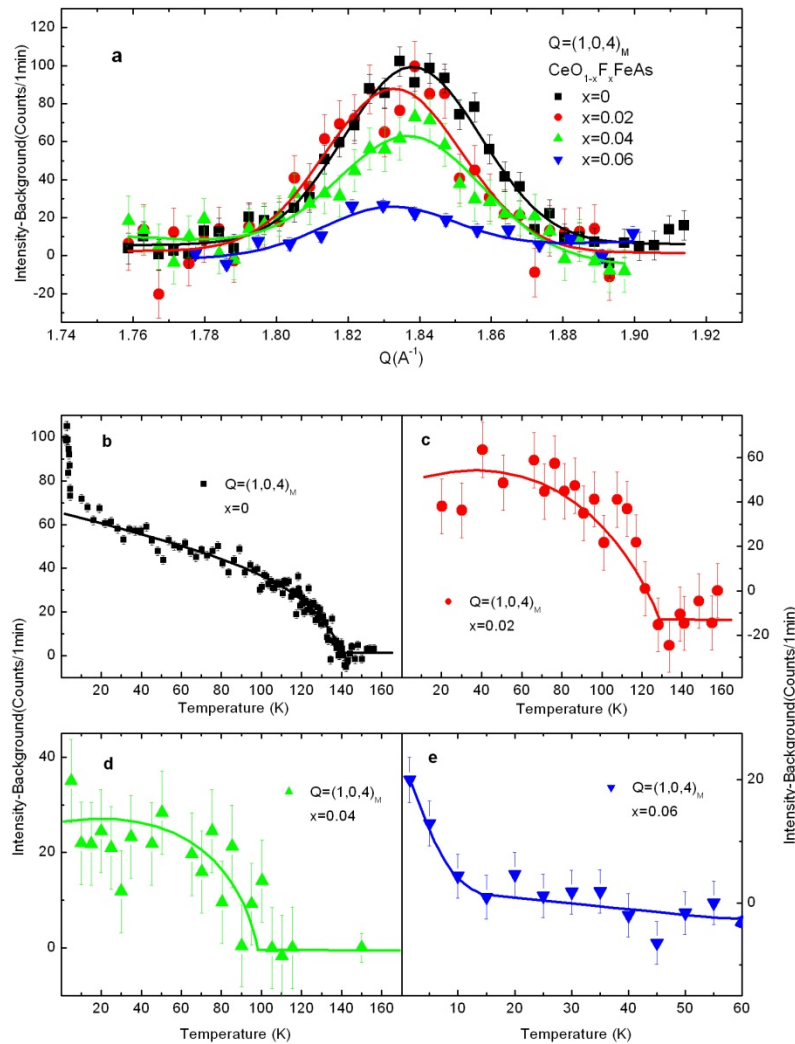 a
Q=(1,0,4)M
CeO1-xFxFeAs
x=0
x=0.02
x=0.04
x=0.06
Intensity-Background(Counts/1min)
120
100
80
60
40
20
0
-20
1.74 1.76 1.78 1.80 1.82 1.84 1.86 1.88 1.90 1.92
Q(A-1)
b
Q=(1,0,4)M
x=0
100
80
60
40
20
0
20 40 60 80 100 120 140 160
Temperature (K)
c
Q=(1,0,4)M
x=0.02
60
40
20
0
-20
20 40 60 80 100 120 140 160
Temperature (K)
Intensity-Background(Counts/1min)
Intensity-Background(Counts/1min)
d
Q=(1,0,4)M
x=0.04
40
20
0
20 40 60 80 100 120 140 160
Temperature (K)
e
Q=(1,0,4)M
x=0.06
20
0
10 20 30 40 50 60
Temperature (K)